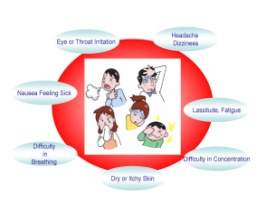 Headache
Dizziness
Eye or Throat Irritation
Nausea Feeling Sick
Lassitude, Fatigue
Difficulty
in
Breathing
Difficulty in Concentration
Dry or Itchy Skin